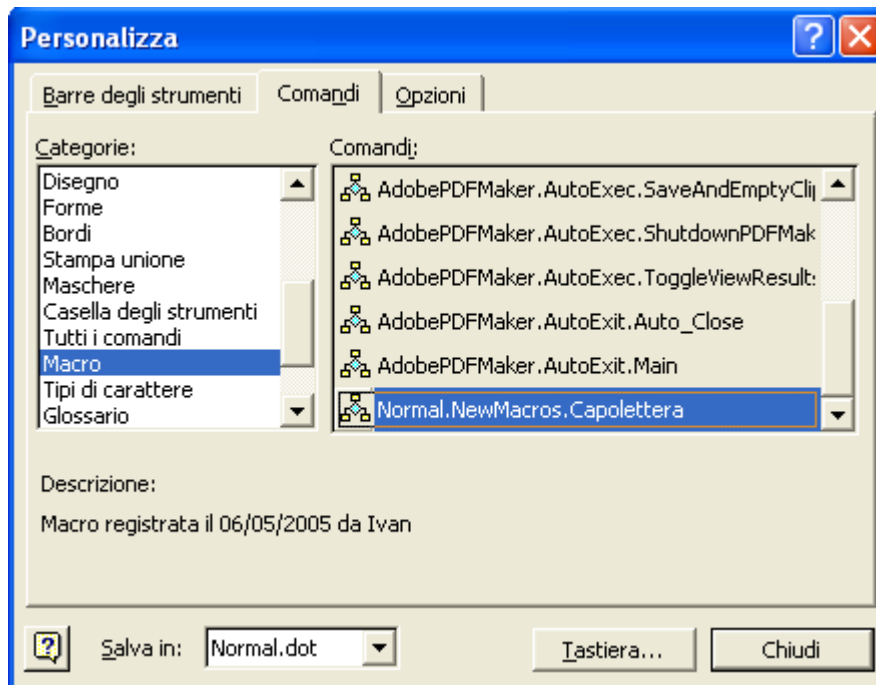 Personalizza
Barre degli strumenti Comandi Opzioni
Categorie: Comandi:
Disegno
Forme
Bordi
Stampa unione
Maschere
Casella degli strumenti
Tutti i comandi
Macro
Tipi di carattere
Glossario
AdobePDFMaker.AutoExec.SaveAndEmptyCli
AdobePDFMaker.AutoExec.ShutdownPDFMak
AdobePDFMaker.AutoExec.ToggleViewResults
AdobePDFMaker.AutoExit.Auto_Close
AdobePDFMaker.AutoExit.Main
Normal.NewMacros.Capolettera
Descrizione:
Macro registrata il 06/05/2005 da Ivan
Salva in: Normal.dot Tastiera... Chiudi